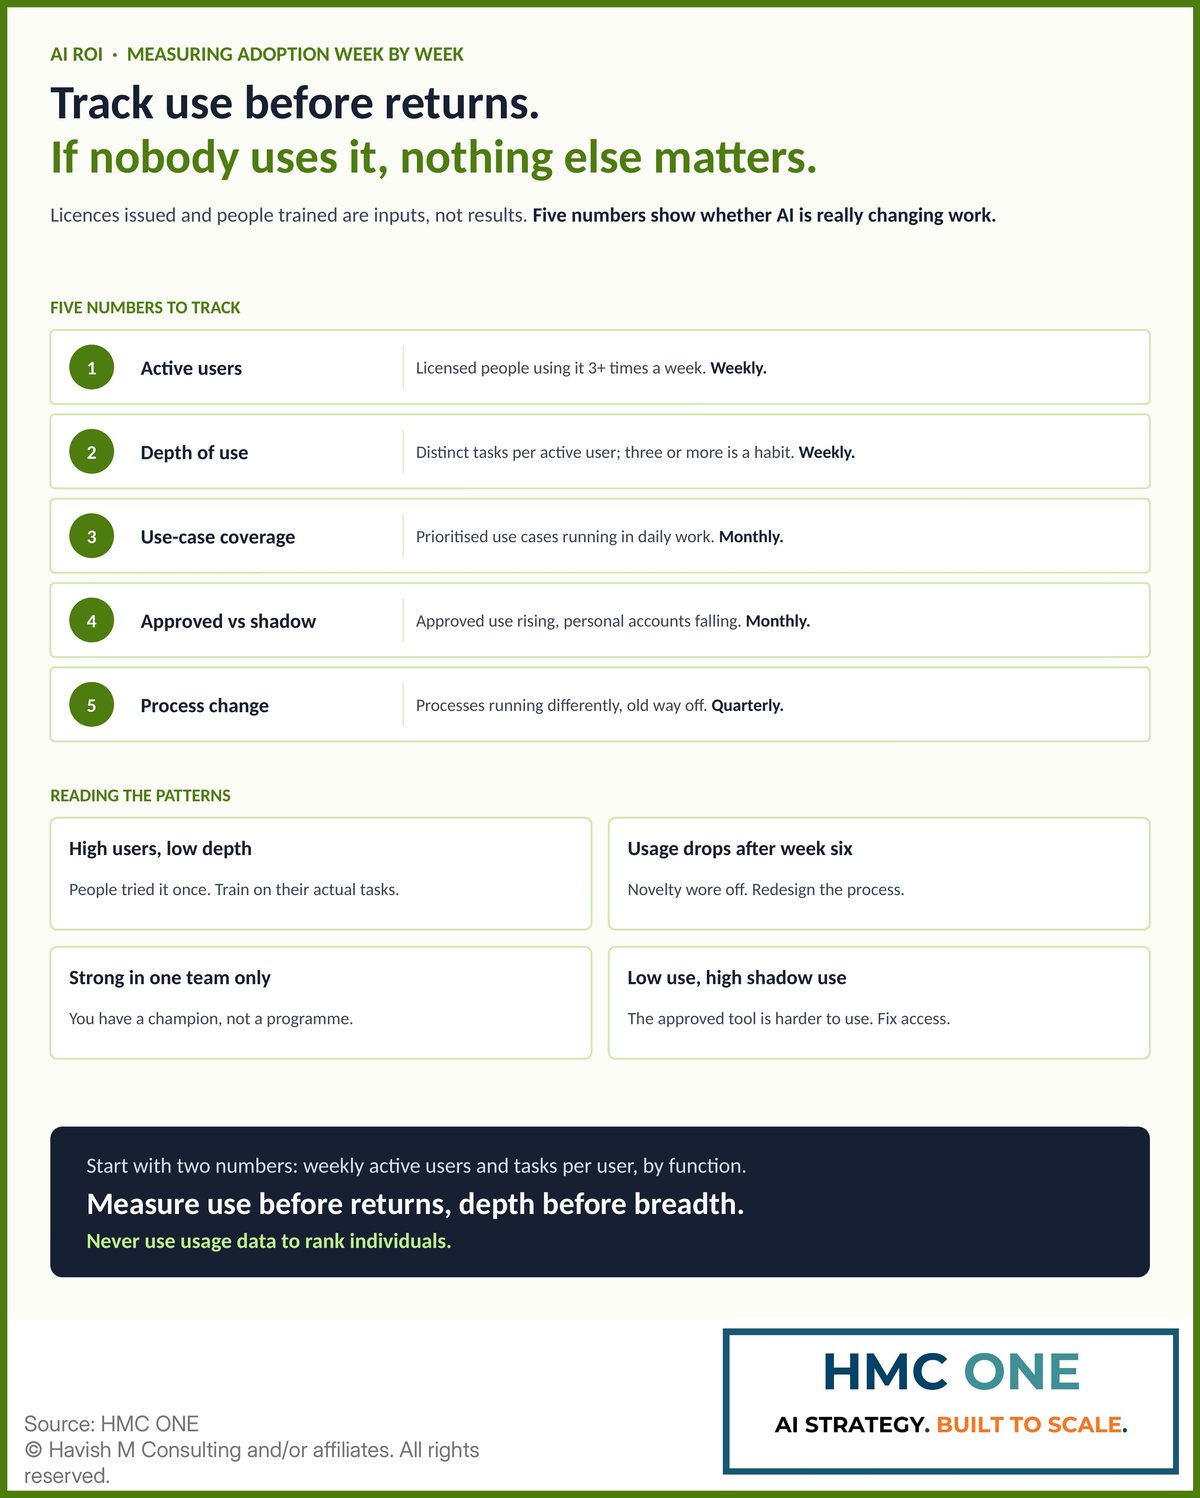 AI ROI · MEASURING ADOPTION WEEK BY WEEK
Track use before returns.
If nobody uses it, nothing else matters.
Licences issued and people trained are inputs, not results. Five numbers show whether AI is really changing work.
FIVE NUMBERS TO TRACK
1 Active users Licensed people using it 3+ times a week. Weekly.
2 Depth of use Distinct tasks per active user; three or more is a habit. Weekly.
3 Use-case coverage Prioritised use cases running in daily work. Monthly.
4 Approved vs shadow Approved use rising, personal accounts falling. Monthly.
5 Process change Processes running differently, old way off. Quarterly.
READING THE PATTERNS
High users, low depth
People tried it once. Train on their actual tasks.
Usage drops after week six
Novelty wore off. Redesign the process.
Strong in one team only
You have a champion, not a programme.
Low use, high shadow use
The approved tool is harder to use. Fix access.
Start with two numbers: weekly active users and tasks per user, by function.
Measure use before returns, depth before breadth.
Never use usage data to rank individuals.
Source: HMC ONE
© Havish M Consulting and/or affiliates. All rights
reserved.
HMC ONE
AI STRATEGY. BUILT TO SCALE.